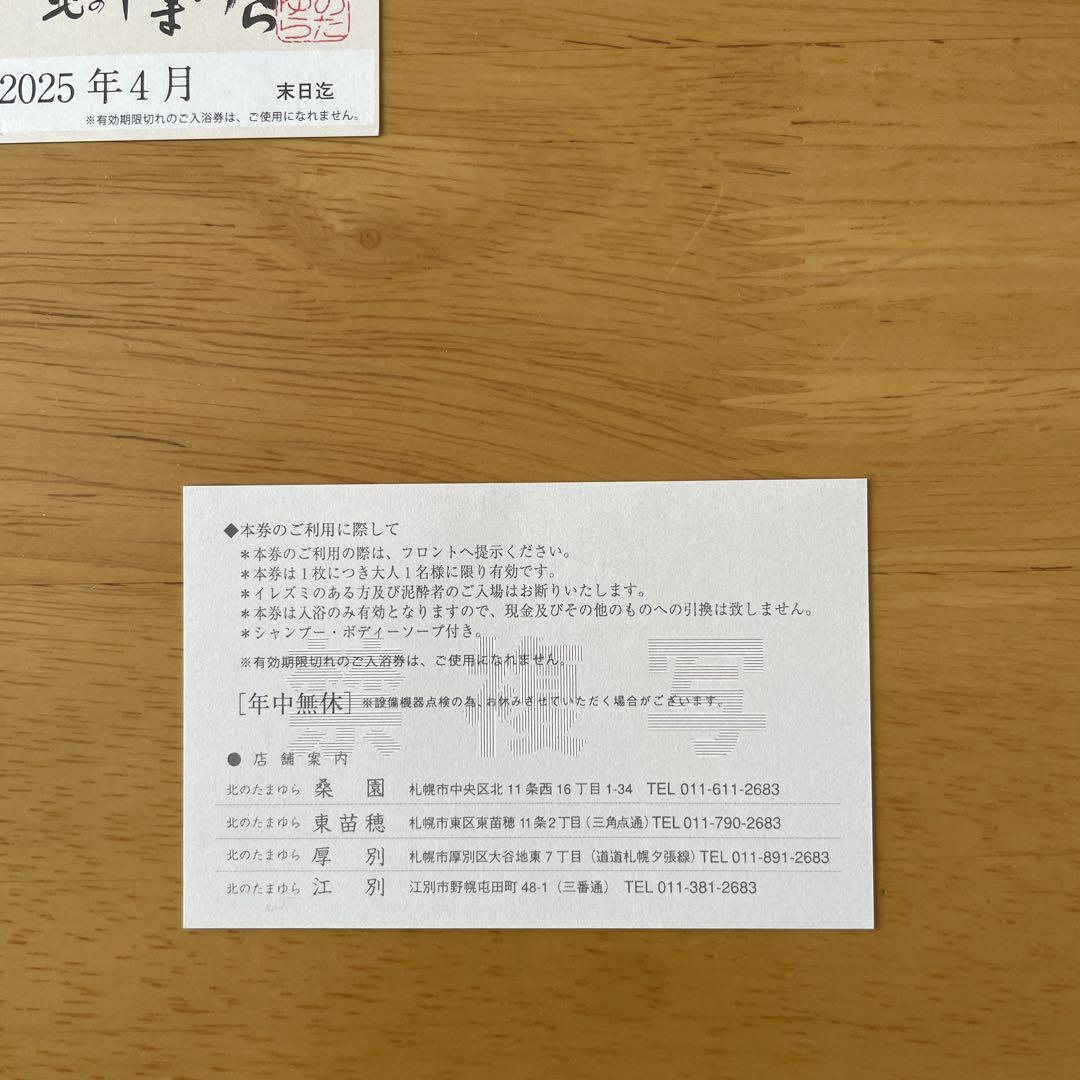 北のたまゆら
2025年4月 末日迄
※有効期限切れのご入浴券は、ご使用になれません。
◆本券のご利用に際して
＊本券のご利用の際は、フロントへ提示ください。
＊本券は1枚につき大人1名様に限り有効です。
＊イレズミのある方及び泥酔者のご入場はお断りいたします。
＊本券は入浴のみ有効となりますので、現金及びその他のものへの引換は致しません。
＊シャンプー・ボディーソープ付き。
※有効期限切れのご入浴券は、ご使用になれません。
禁複写
[年中無休] ※設備機器点検の為、お休みさせていただく場合がございます。
●店舗案内
北のたまゆら 桑園 札幌市中央区北11条西16丁目1-34 TEL 011-611-2683
北のたまゆら 東苗穂 札幌市東区東苗穂11条2丁目(三角点通) TEL 011-790-2683
北のたまゆら 厚別 札幌市厚別区大谷地東7丁目(道道札幌夕張線) TEL 011-891-2683
北のたまゆら 江別 江別市野幌屯田町48-1(三番通) TEL 011-381-2683